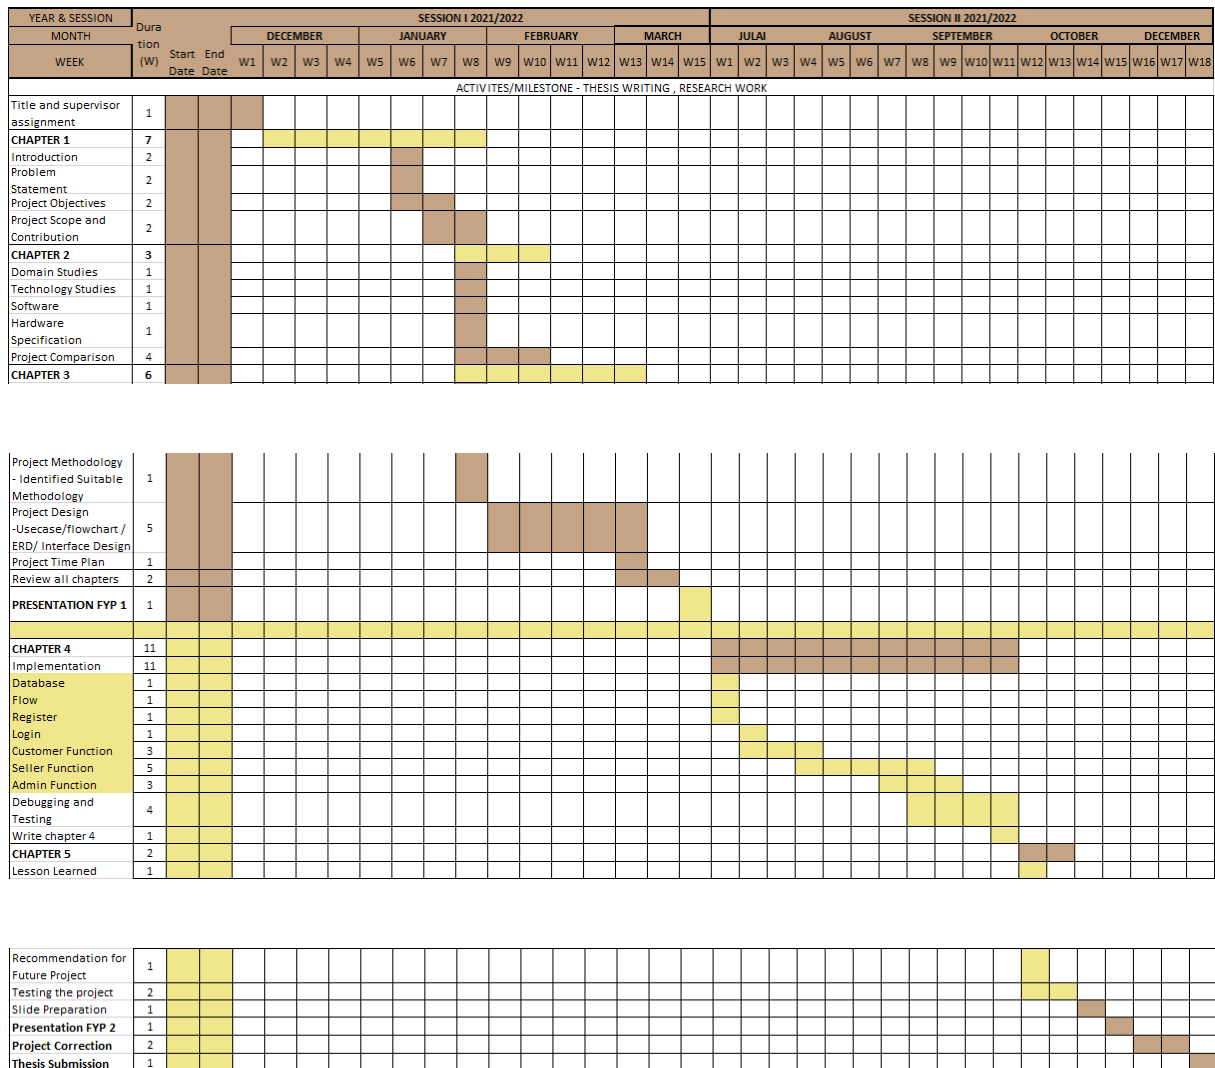 YEAR & SESSION Dura SESSION I 2021/2022 SESSION II 2021/2022
MONTH tion Start End DECEMBER JANUARY FEBRUARY MARCH JULAI AUGUST SEPTEMBER OCTOBER DECEMBER
WEEK (W) Date Date W1 W2 W3 W4 W5 W6 W7 W8 W9 W10 W11 W12 W13 W14 W15 W1 W2 W3 W4 W5 W6 W7 W8 W9 W10 W11 W12 W13 W14 W15 W16 W17 W18
ACTIVITES/MILESTONE - THESIS WRITING , RESEARCH WORK
Title and supervisor
assignment 1
CHAPTER 1 7
Introduction 2
Problem
Statement 2
Project Objectives 2
Project Scope and
Contribution 2
CHAPTER 2 3
Domain Studies 1
Technology Studies 1
Software 1
Hardware
Specification 1
Project Comparison 4
CHAPTER 3 6
Project Methodology
- Identified Suitable 1
Methodology
Project Design
-Usecase/flowchart / 5
ERD/ Interface Design
Project Time Plan 1
Review all chapters 2
PRESENTATION FYP 1 1
CHAPTER 4 11
Implementation 11
Database 1
Flow 1
Register 1
Login 1
Customer Function 3
Seller Function 5
Admin Function 3
Debugging and
Testing 4
Write chapter 4 1
CHAPTER 5 2
Lesson Learned 1
Recommendation for
Future Project 1
Testing the project 2
Slide Preparation 1
Presentation FYP 2 1
Project Correction 2
Thesis Submission 1